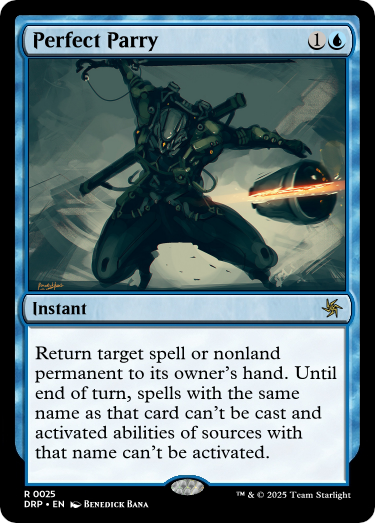 Perfect Parry
1
Instant
Return target spell or nonland
permanent to its owner's hand. Until
end of turn, spells with the same
name as that card can't be cast and
activated abilities of sources with
that name can't be activated.
R 0025
DRP • EN Benedick Bana
™ & © 2025 Team Starlight